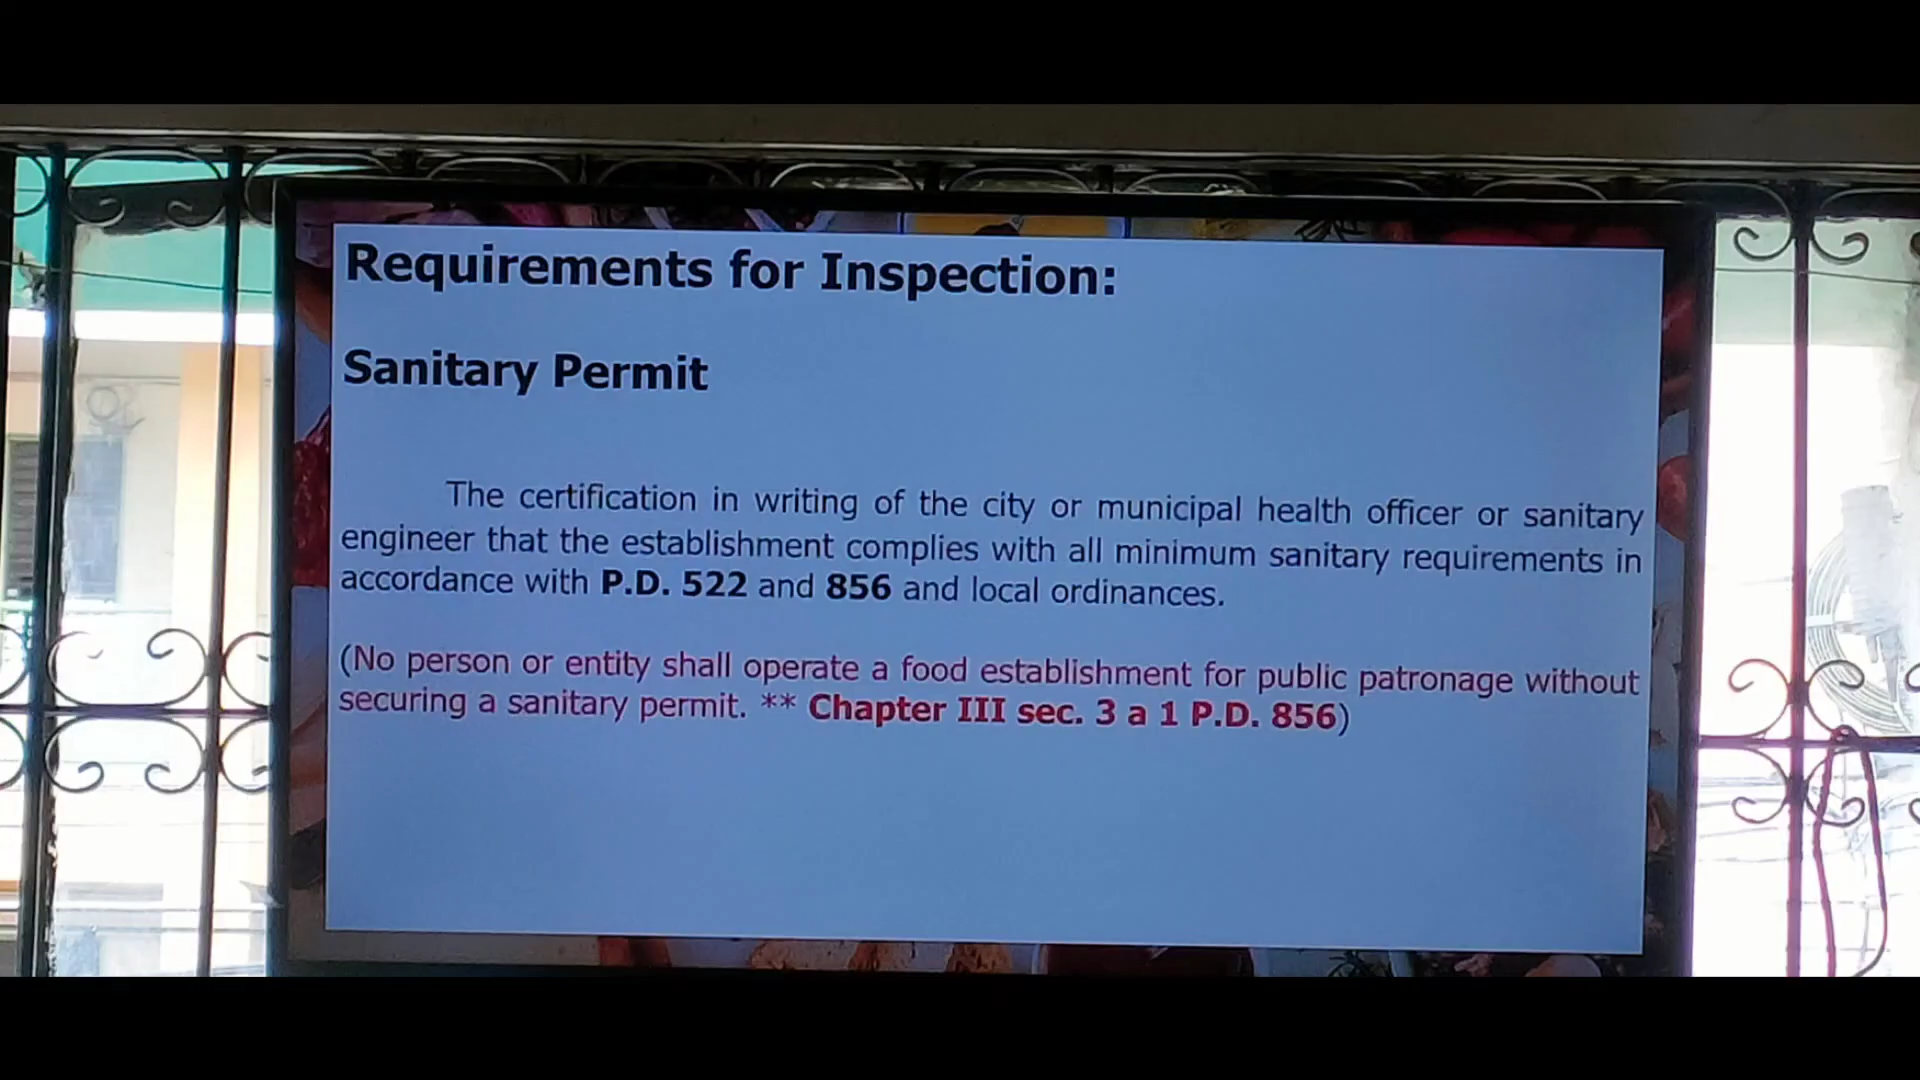 Requirements for Inspection:
Sanitary Permit
The certification in writing of the city or municipal health officer or sanitary
engineer that the establishment complies with all minimum sanitary requirements in
accordance with P.D. 522 and 856 and local ordinances.
(No person or entity shall operate a food establishment for public patronage without
securing a sanitary permit. ** Chapter III sec. 3 a 1 P.D. 856)